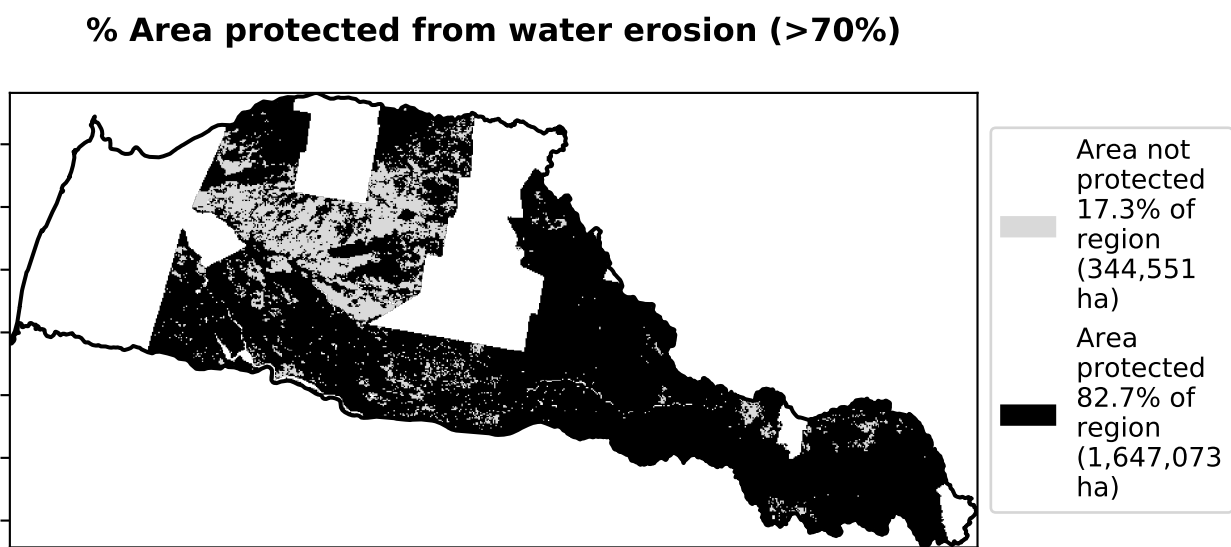 % Area protected from water erosion (>70%)
Area not
protected
17.3% of
region
(344,551
ha)
Area
protected
82.7% of
region
(1,647,073
ha)